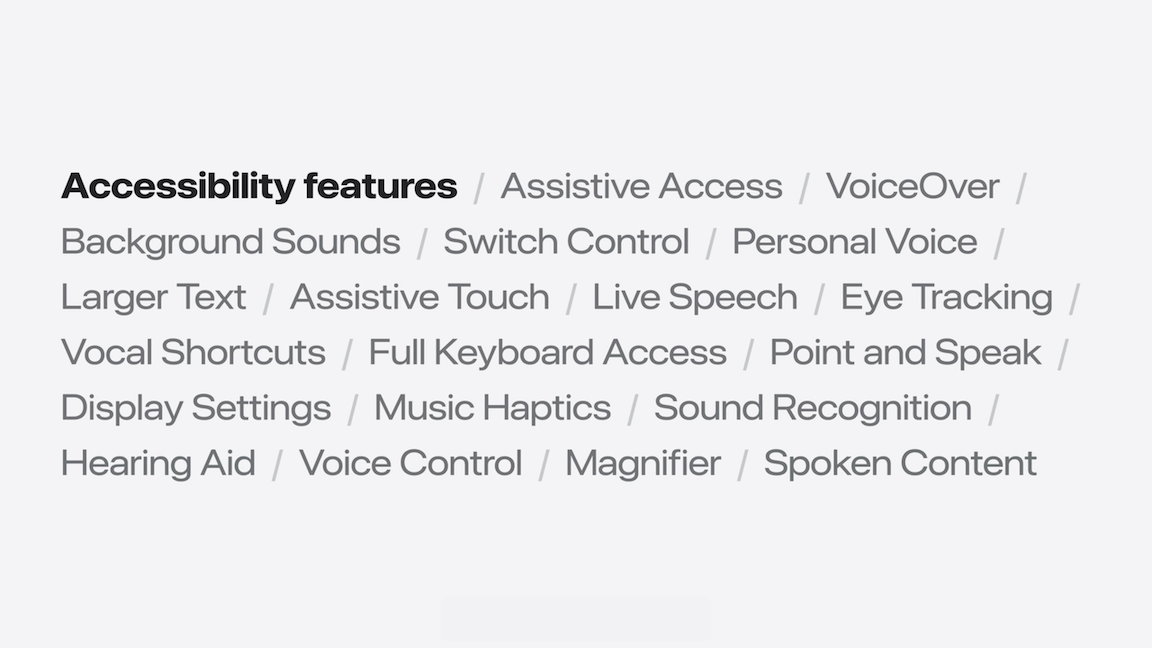 Accessibility features / Assistive Access / VoiceOver /
Background Sounds / Switch Control / Personal Voice /
Larger Text / Assistive Touch / Live Speech / Eye Tracking /
Vocal Shortcuts / Full Keyboard Access / Point and Speak /
Display Settings / Music Haptics / Sound Recognition /
Hearing Aid / Voice Control / Magnifier / Spoken Content